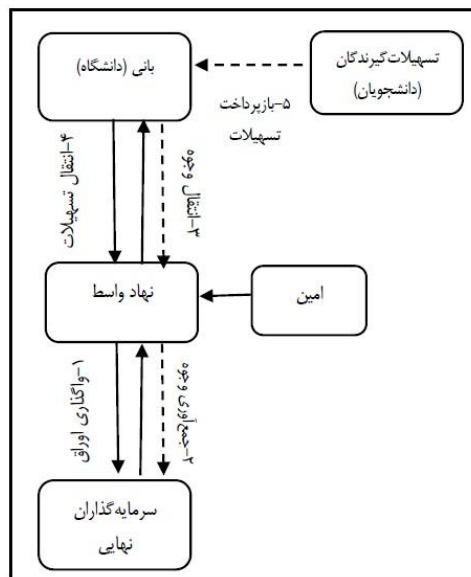 تسهیلات‌گیرندگان
(دانشجویان)
بانی (دانشگاه)
۵-بازپرداخت
تسهیلات
۴-انتقال تسهیلات
۳-انتقال وجوه
نهاد واسط
امین
۱-واگذاری اوراق
۲-جمع‌آوری وجوه
سرمایه‌گذاران
نهایی